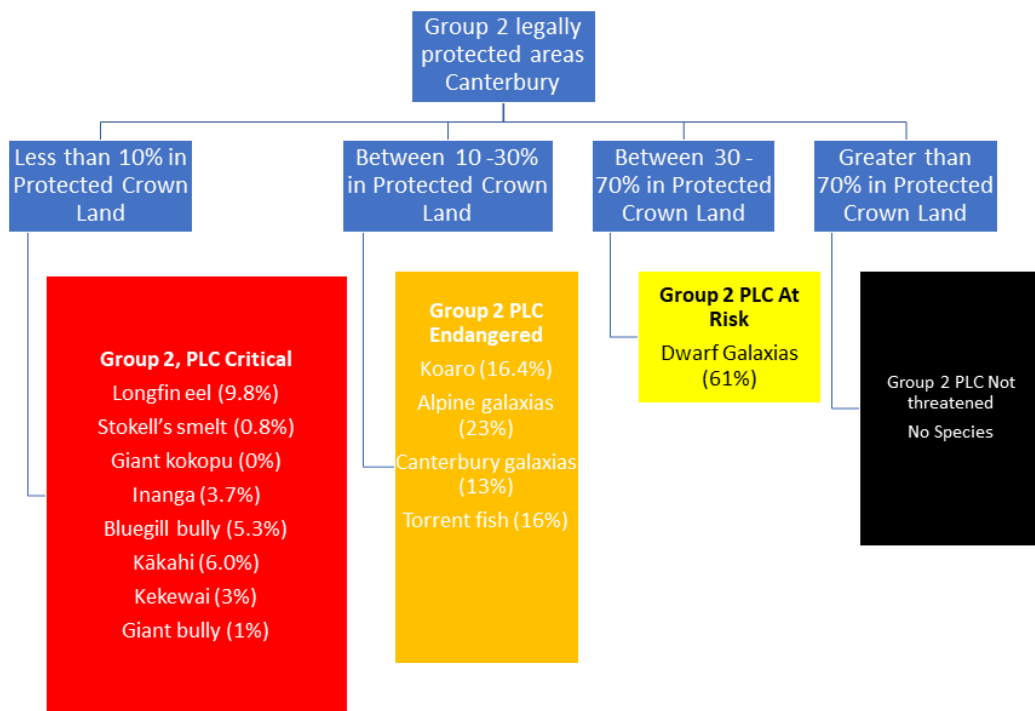 Group 2 legally
protected areas
Canterbury
Less than 10% in
Protected Crown
Land
Between 10 -30%
in Protected Crown
Land
Between 30 -
70% in Protected
Crown Land
Greater than
70% in Protected
Crown Land
Group 2, PLC Critical
Longfin eel (9.8%)
Stokell’s smelt (0.8%)
Giant kokopu (0%)
Inanga (3.7%)
Bluegill bully (5.3%)
Kākahi (6.0%)
Kekewai (3%)
Giant bully (1%)
Group 2 PLC
Endangered
Koaro (16.4%)
Alpine galaxias
(23%)
Canterbury galaxias
(13%)
Torrent fish (16%)
Group 2 PLC At
Risk
Dwarf Galaxias
(61%)
Group 2 PLC Not
threatened
No Species